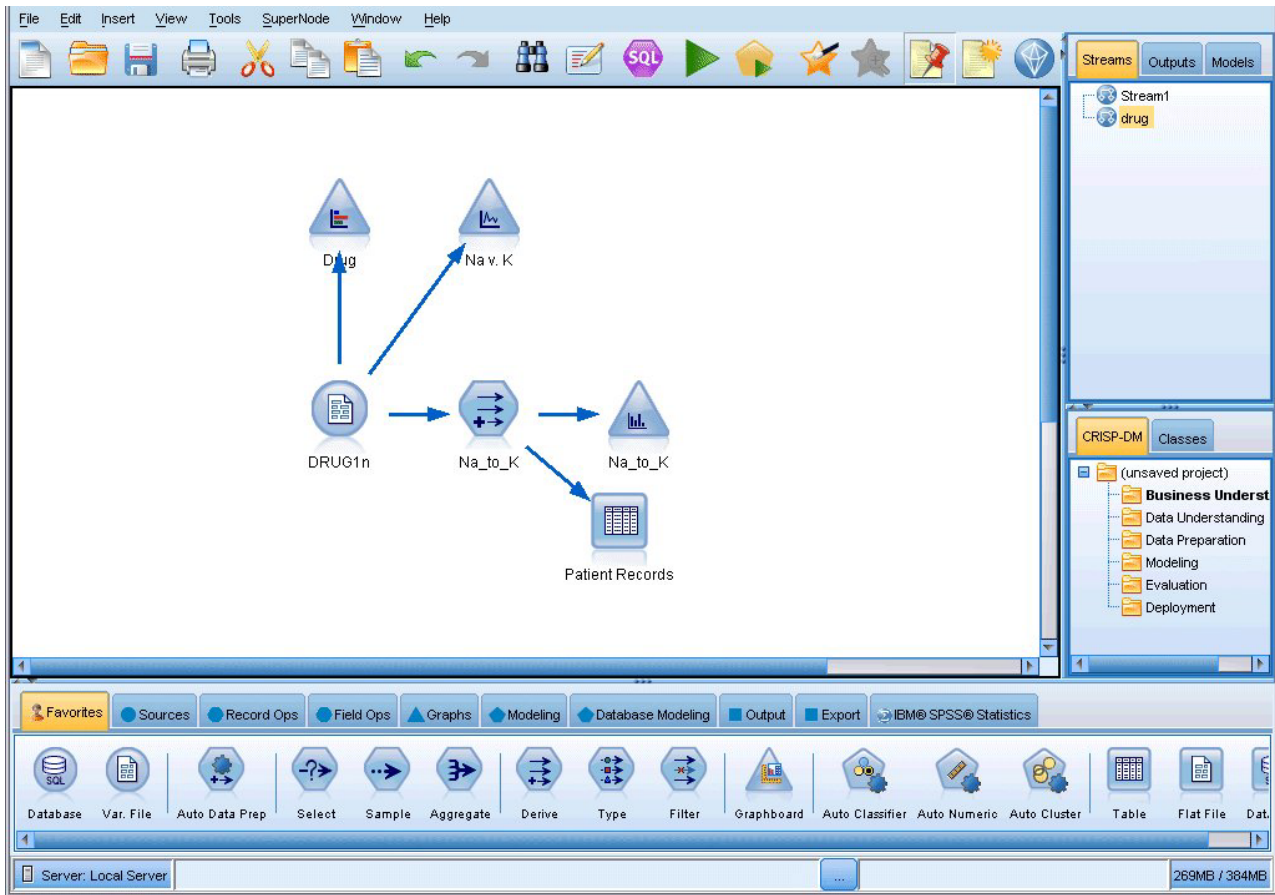 File Edit Insert View Tools SuperNode Window Help
SQL
Streams Outputs Models
Stream1
drug
Drug Na v. K
DRUG1n Na_to_K Na_to_K
Patient Records
CRISP-DM Classes
(unsaved project)
Business Underst
Data Understanding
Data Preparation
Modeling
Evaluation
Deployment
Favorites Sources Record Ops Field Ops Graphs Modeling Database Modeling Output Export IBM® SPSS® Statistics
SQL
Database Var. File Auto Data Prep Select Sample Aggregate Derive Type Filter Graphboard Auto Classifier Auto Numeric Auto Cluster Table Flat File Dat
Server: Local Server ... 269MB / 384MB